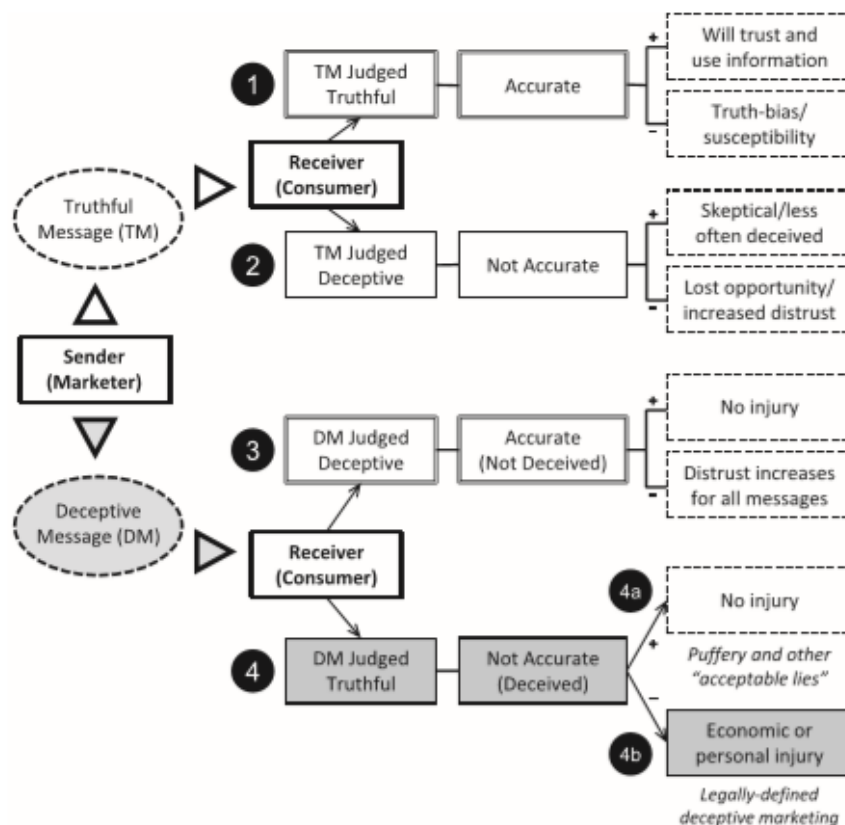 1
TM Judged
Truthful
Accurate
+
Will trust and
use information
–
Truth-bias/
susceptibility
Receiver
(Consumer)
Truthful
Message (TM)
2
TM Judged
Deceptive
Not Accurate
+
Skeptical/less
often deceived
–
Lost opportunity/
increased distrust
Sender
(Marketer)
3
DM Judged
Deceptive
Accurate
(Not Deceived)
+
No injury
–
Distrust increases
for all messages
Deceptive
Message (DM)
Receiver
(Consumer)
4
DM Judged
Truthful
Not Accurate
(Deceived)
4a
+
No injury
Puffery and other
“acceptable lies”
–
4b
Economic or
personal injury
Legally-defined
deceptive marketing